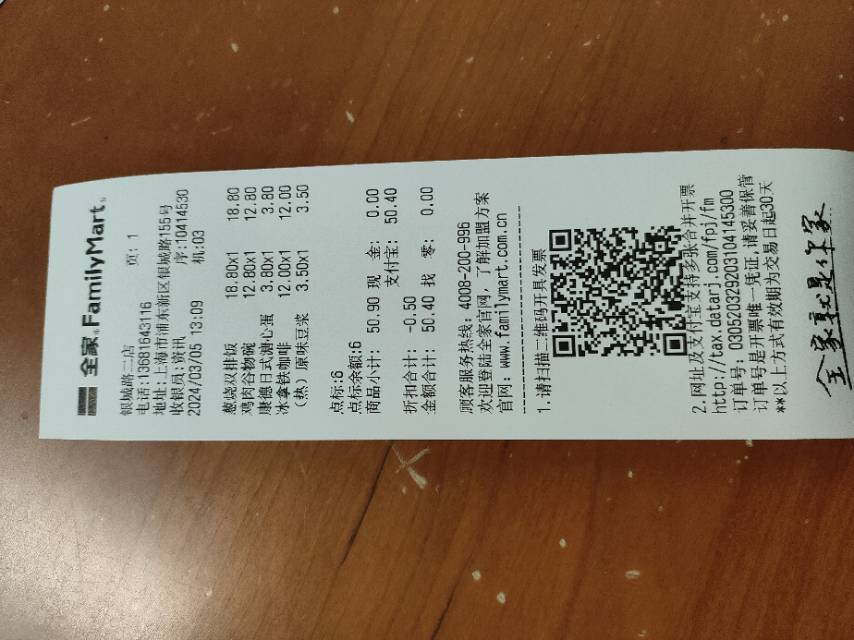 全家 FamilyMart
页: 1
银城路二店
电话:13681643116
地址:上海市浦东新区银城路155号
收银员:资讯 序:10414530
2024/03/05 13:09 机:03
葱烧双排饭 18.80x1 18.80
鸡肉谷物碗 12.80x1 12.80
康德日式溏心蛋 3.80x1 3.80
冰拿铁咖啡 12.00x1 12.00
(热)原味豆浆 3.50x1 3.50
点标:6
点标余额:6
商品小计: 50.90 现 金: 0.00
支付宝: 50.40
折扣合计: -0.50
金额合计: 50.40 找 零: 0.00
顾客服务热线: 4008-200-996
欢迎登陆全家官网,了解加盟方案
官网: www.familymart.com.cn
1.请扫描二维码开具发票
2.网址及支付宝支持多张合并开票
http://tax.datarj.com/fpj/fm
订单号: 03052032920310414530​0
订单号是开票唯一凭证,请妥善保管
**以上方式有效期为交易日起30天
全家就是你家